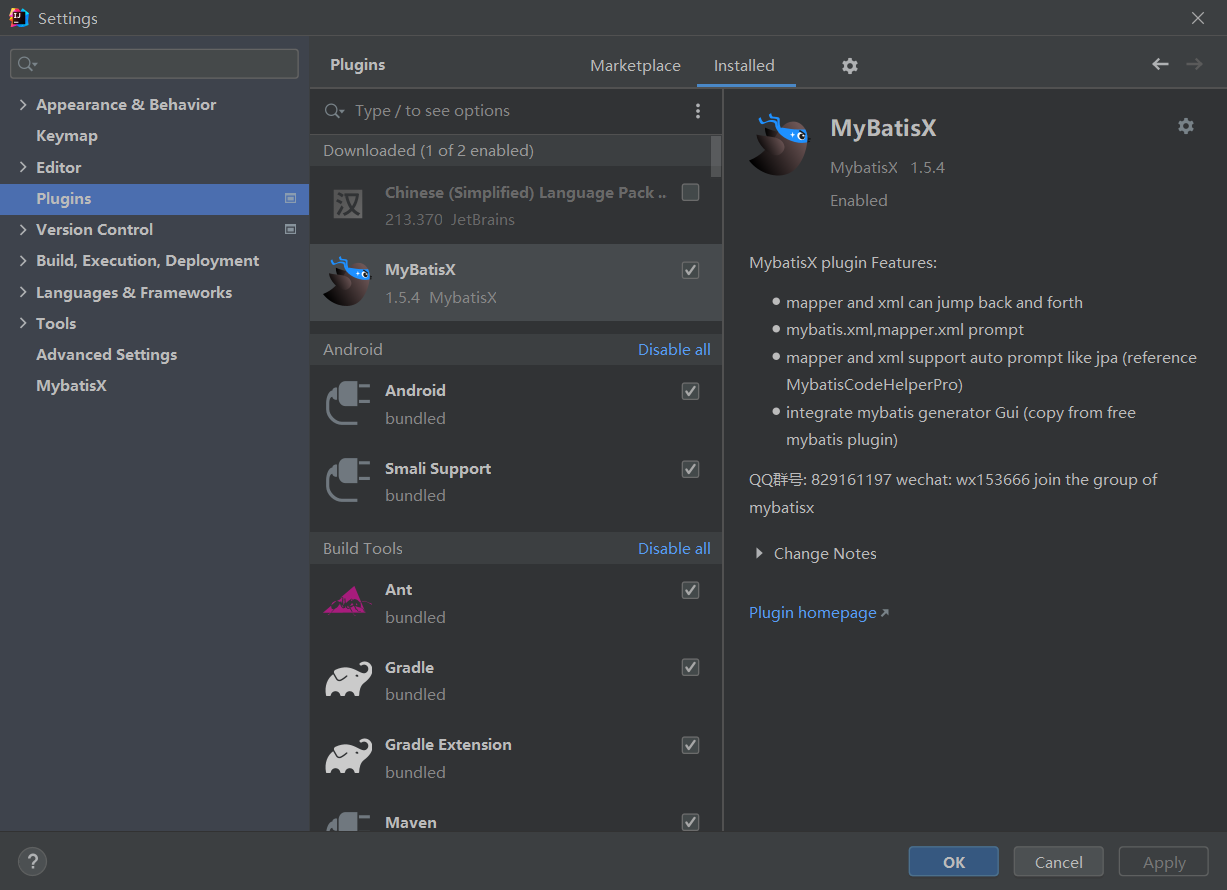 Settings
Appearance & Behavior
Keymap
Editor
Plugins
Version Control
Build, Execution, Deployment
Languages & Frameworks
Tools
Advanced Settings
MybatisX
Plugins
Marketplace
Installed
Type / to see options
Downloaded (1 of 2 enabled)
汉
Chinese (Simplified) Language Pack ..
213.370 JetBrains
MyBatisX
1.5.4 MybatisX
Android
Disable all
Android
bundled
Smali Support
bundled
Build Tools
Disable all
Ant
bundled
Gradle
bundled
Gradle Extension
bundled
Maven
MyBatisX
MybatisX 1.5.4
Enabled
MybatisX plugin Features:
mapper and xml can jump back and forth
mybatis.xml,mapper.xml prompt
mapper and xml support auto prompt like jpa (reference
MybatisCodeHelperPro)
integrate mybatis generator Gui (copy from free
mybatis plugin)
QQ群号: 829161197 wechat: wx153666 join the group of
mybatisx
Change Notes
Plugin homepage
?
OK
Cancel
Apply